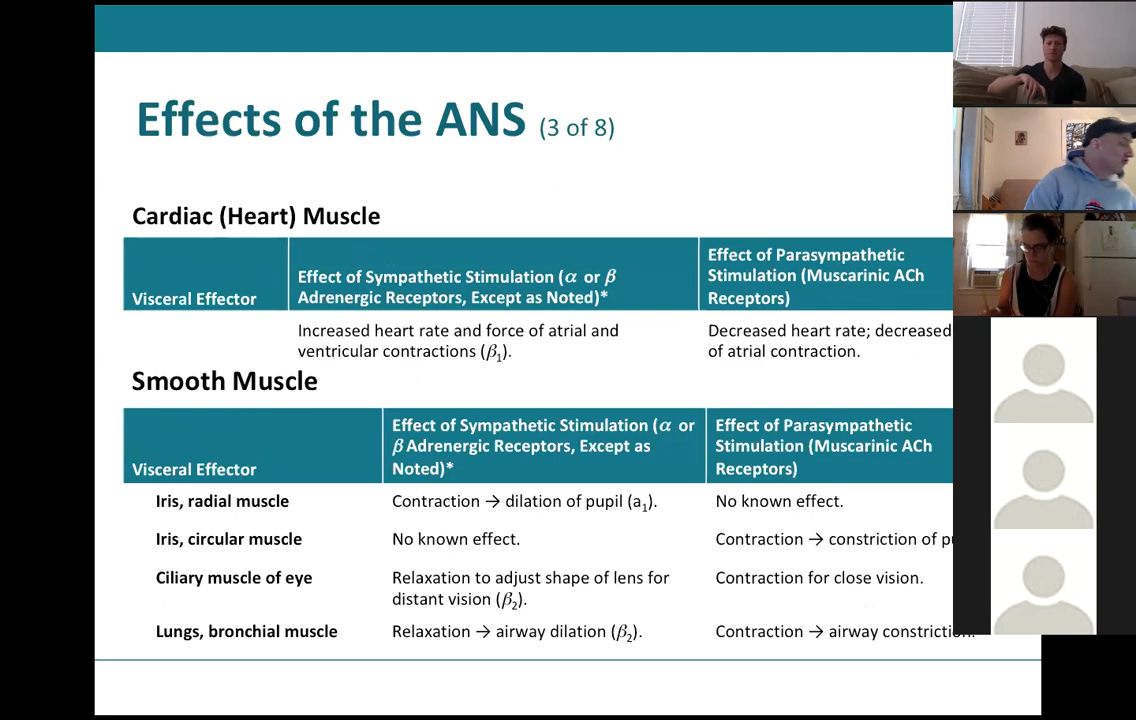 Effects of the ANS (3 of 8)
Cardiac (Heart) Muscle
Visceral Effector
Effect of Sympathetic Stimulation (α or β
Adrenergic Receptors, Except as Noted)*
Effect of Parasympathetic
Stimulation (Muscarinic ACh
Receptors)
Increased heart rate and force of atrial and
ventricular contractions (β₁).
Decreased heart rate; decreased
of atrial contraction.
Smooth Muscle
Visceral Effector
Effect of Sympathetic Stimulation (α or
β Adrenergic Receptors, Except as
Noted)*
Effect of Parasympathetic
Stimulation (Muscarinic ACh
Receptors)
Iris, radial muscle
Contraction → dilation of pupil (a₁).
No known effect.
Iris, circular muscle
No known effect.
Contraction → constriction of
Ciliary muscle of eye
Relaxation to adjust shape of lens for
distant vision (β₂).
Contraction for close vision.
Lungs, bronchial muscle
Relaxation → airway dilation (β₂).
Contraction → airway constriction.